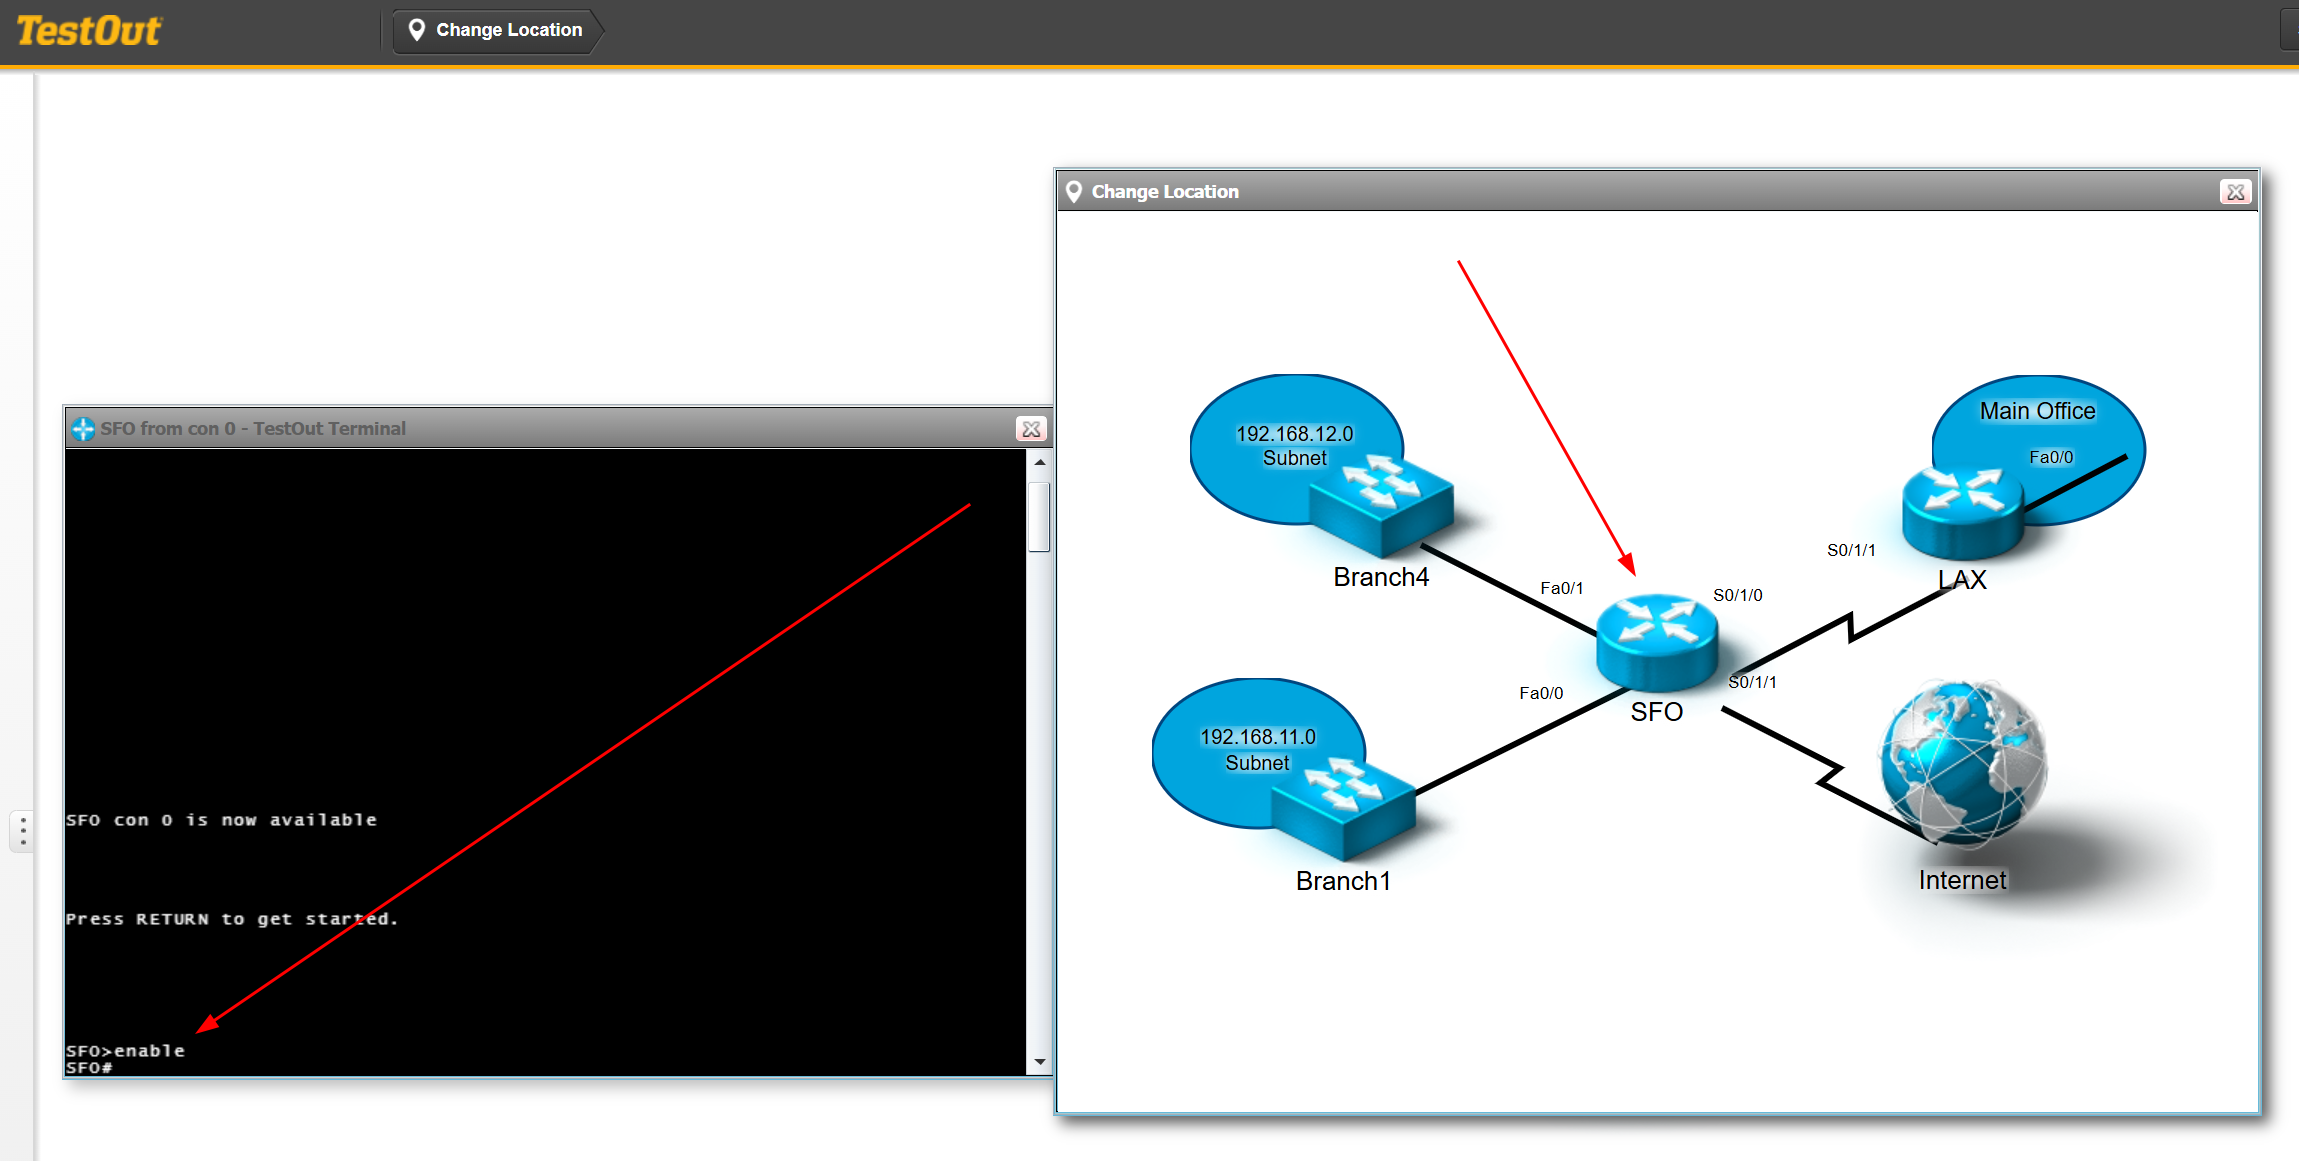 TestOut
Change Location
Change Location
SFO from con 0 - TestOut Terminal
SFO con 0 is now available
Press RETURN to get started.
SFO>enable
SFO#
192.168.12.0
Subnet
Branch4
Main Office
Fa0/0
S0/1/1
LAX
Fa0/1
S0/1/0
Fa0/0
S0/1/1
SFO
192.168.11.0
Subnet
Branch1
Internet